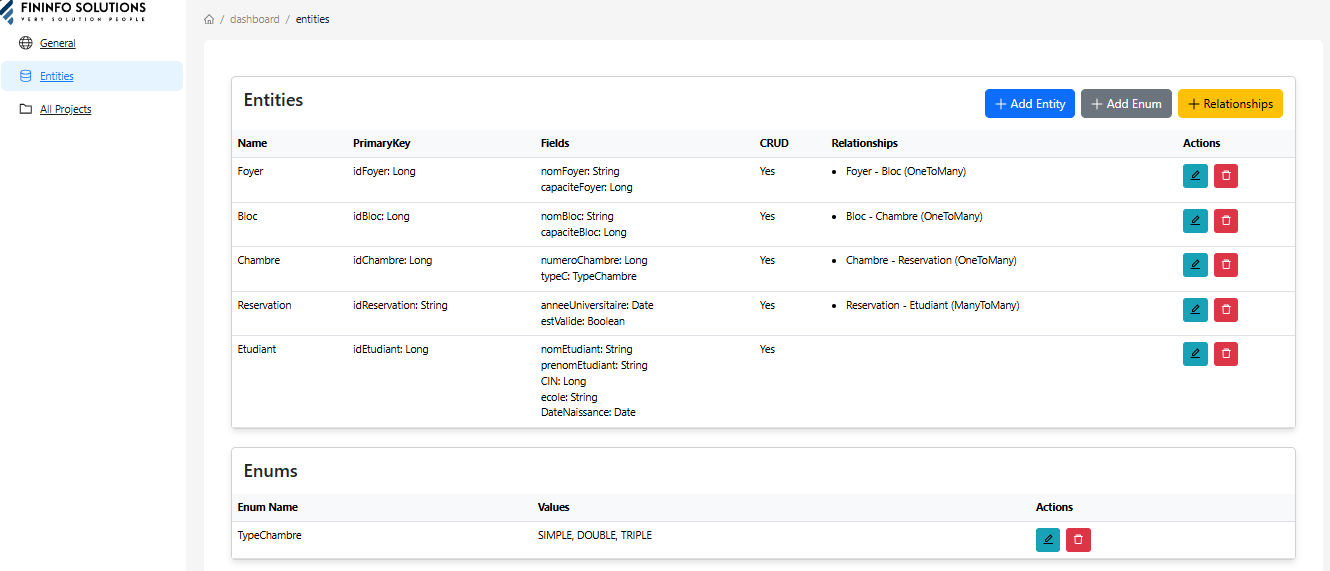 FININFO SOLUTIONS
VERY SOLUTION PEOPLE
General
Entities
All Projects
/ dashboard / entities
Entities
+ Add Entity + Add Enum + Relationships
Name PrimaryKey Fields CRUD Relationships Actions
Foyer idFoyer: Long nomFoyer: String Yes • Foyer - Bloc (OneToMany)
capaciteFoyer: Long
Bloc idBloc: Long nomBloc: String Yes • Bloc - Chambre (OneToMany)
capaciteBloc: Long
Chambre idChambre: Long numeroChambre: Long Yes • Chambre - Reservation (OneToMany)
typeC: TypeChambre
Reservation idReservation: String anneeUniversitaire: Date Yes • Reservation - Etudiant (ManyToMany)
estValide: Boolean
Etudiant idEtudiant: Long nomEtudiant: String Yes
prenomEtudiant: String
CIN: Long
ecole: String
DateNaissance: Date
Enums
Enum Name Values Actions
TypeChambre SIMPLE, DOUBLE, TRIPLE